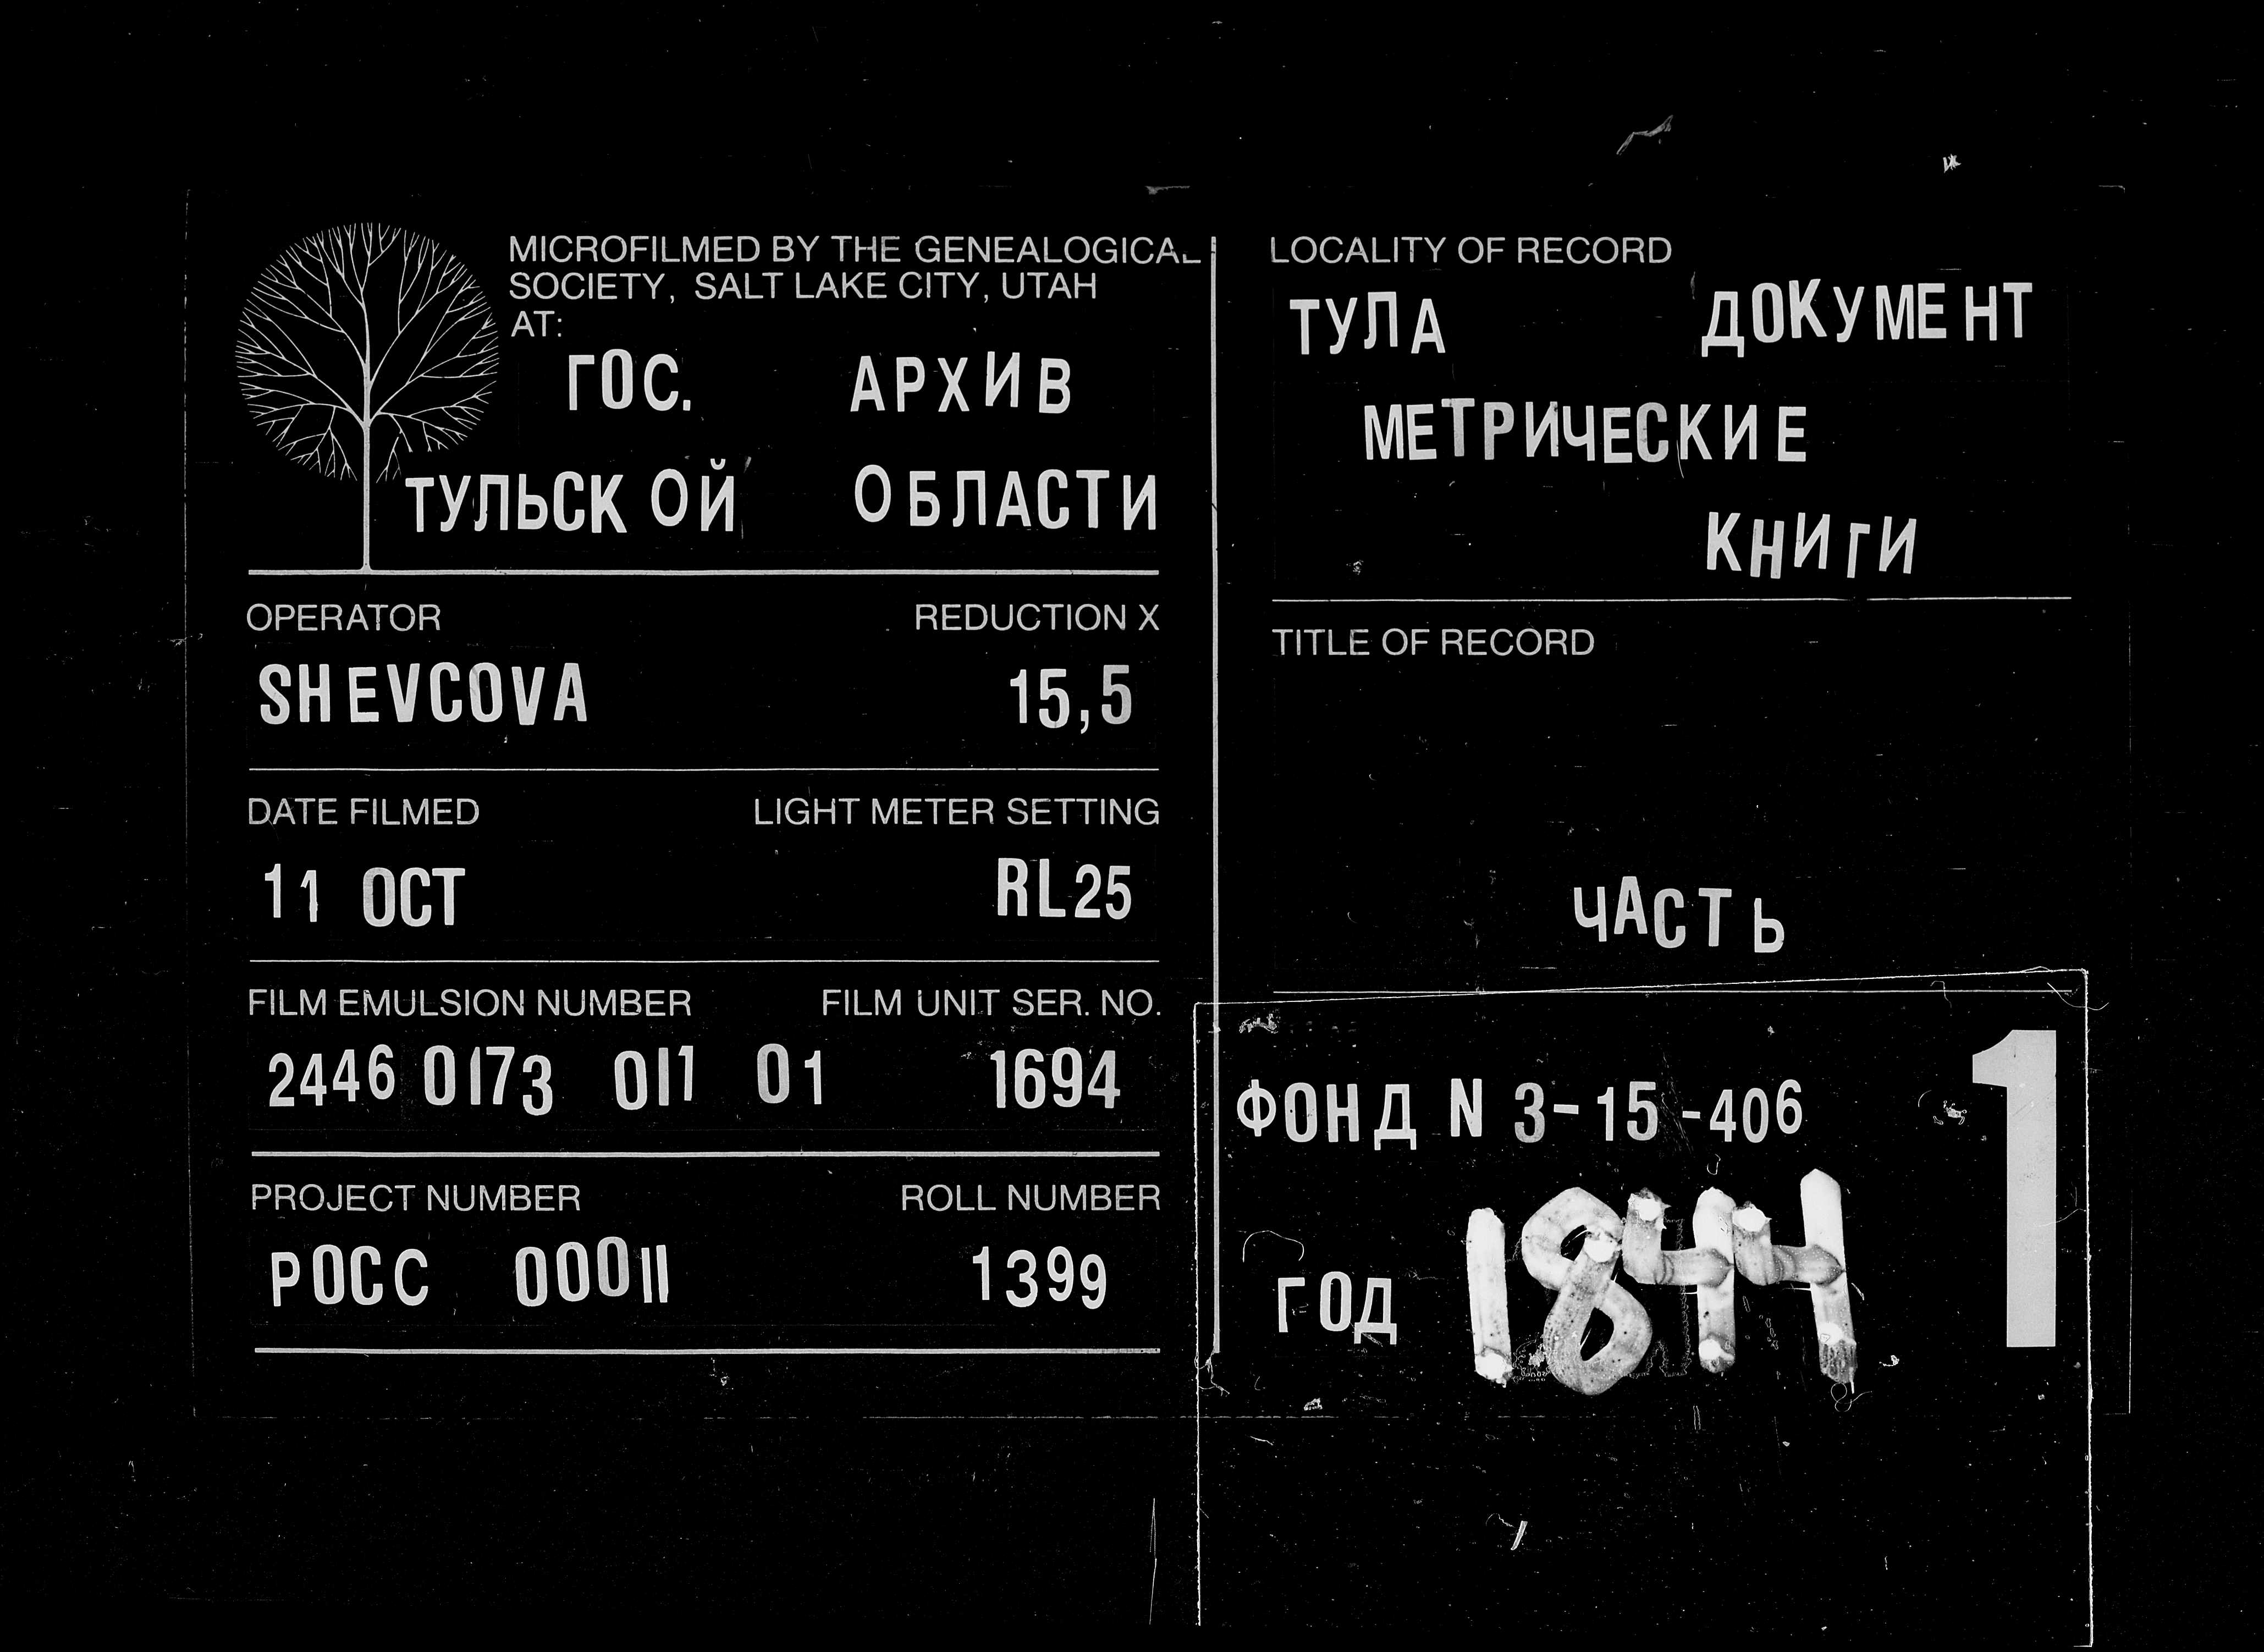 MICROFILMED BY THE GENEALOGICAL
SOCIETY, SALT LAKE CITY, UTAH
AT:
ГОС. АРХИВ
ТУЛЬСКОЙ ОБЛАСТИ
OPERATOR REDUCTION X
SHEVCOVA 15,5
DATE FILMED LIGHT METER SETTING
11 OCT RL25
FILM EMULSION NUMBER FILM UNIT SER. NO.
2446 0173 011 01 1694
PROJECT NUMBER ROLL NUMBER
РОСС 00011 1399
LOCALITY OF RECORD
ТУЛА ДОКУМЕНТ
МЕТРИЧЕСКИЕ
КНИГИ
TITLE OF RECORD
ЧАСТЬ
1
ФОНД N 3-15-406
ГОД 1844